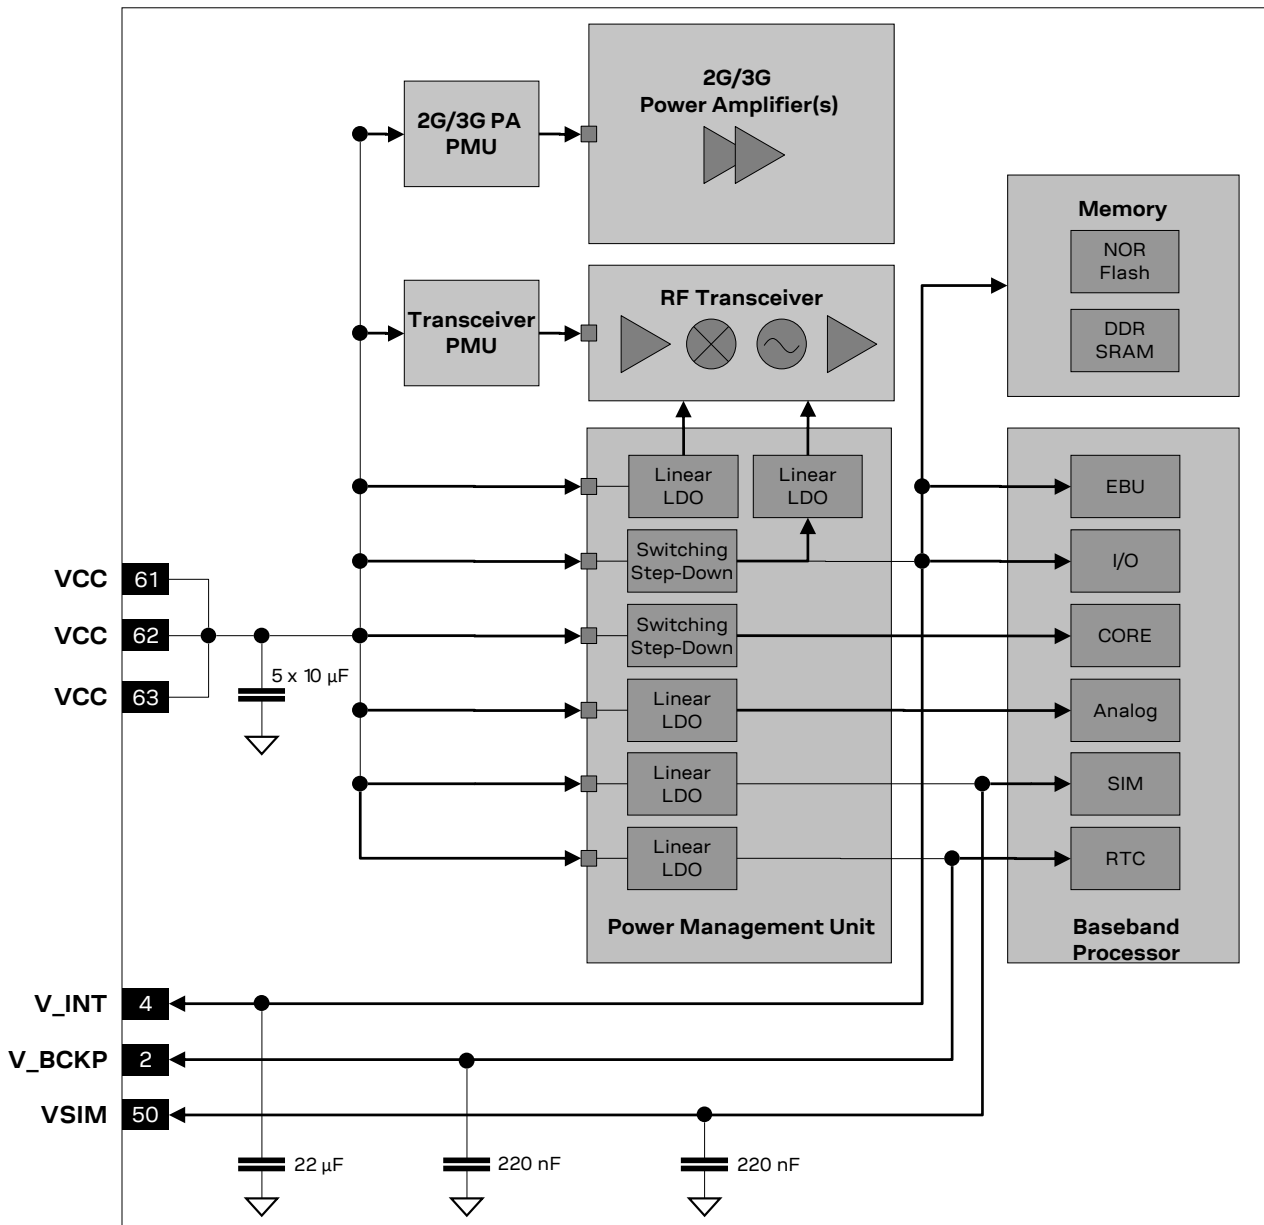 2G/3G
Power Amplifier(s)
2G/3G PA
PMU
Memory
NOR
Flash
DDR
SRAM
RF Transceiver
Transceiver
PMU
Linear
LDO
Linear
LDO
EBU
Switching
Step-Down
I/O
VCC 61
VCC 62
VCC 63
5 x 10 µF
Switching
Step-Down
CORE
Linear
LDO
Analog
Linear
LDO
SIM
Linear
LDO
RTC
Power Management Unit
Baseband
Processor
V_INT 4
V_BCKP 2
VSIM 50
22 µF
220 nF
220 nF